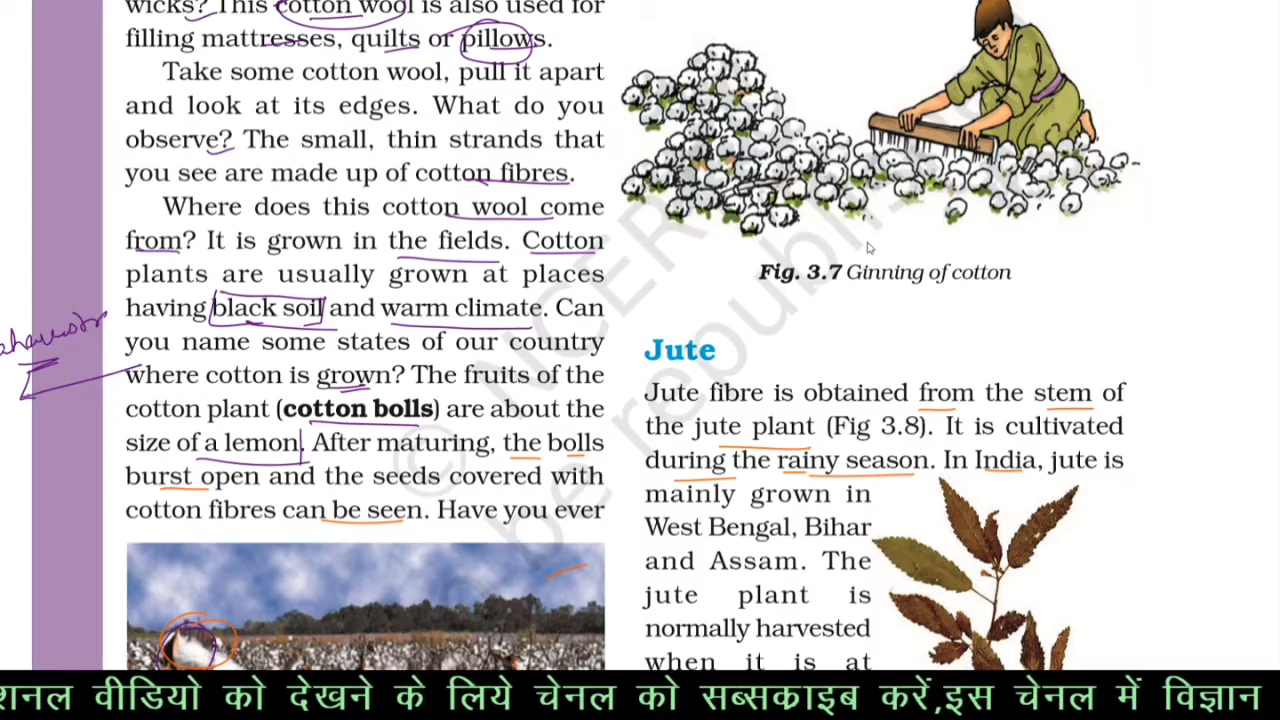 wicks? This cotton wool is also used for
filling mattresses, quilts or pillows.
Take some cotton wool, pull it apart
and look at its edges. What do you
observe? The small, thin strands that
you see are made up of cotton fibres.
Where does this cotton wool come
from? It is grown in the fields. Cotton
plants are usually grown at places
having black soil and warm climate. Can
you name some states of our country
where cotton is grown? The fruits of the
cotton plant (cotton bolls) are about the
size of a lemon. After maturing, the bolls
burst open and the seeds covered with
cotton fibres can be seen. Have you ever
Fig. 3.7 Ginning of cotton
Jute
Jute fibre is obtained from the stem of
the jute plant (Fig 3.8). It is cultivated
during the rainy season. In India, jute is
mainly grown in
West Bengal, Bihar
and Assam. The
jute plant is
normally harvested
when it is at
© NCERT
be republi
शनल वीडियो को देखने के लिये चेनल को सब्सक्राइब करें,इस चेनल में विज्ञान